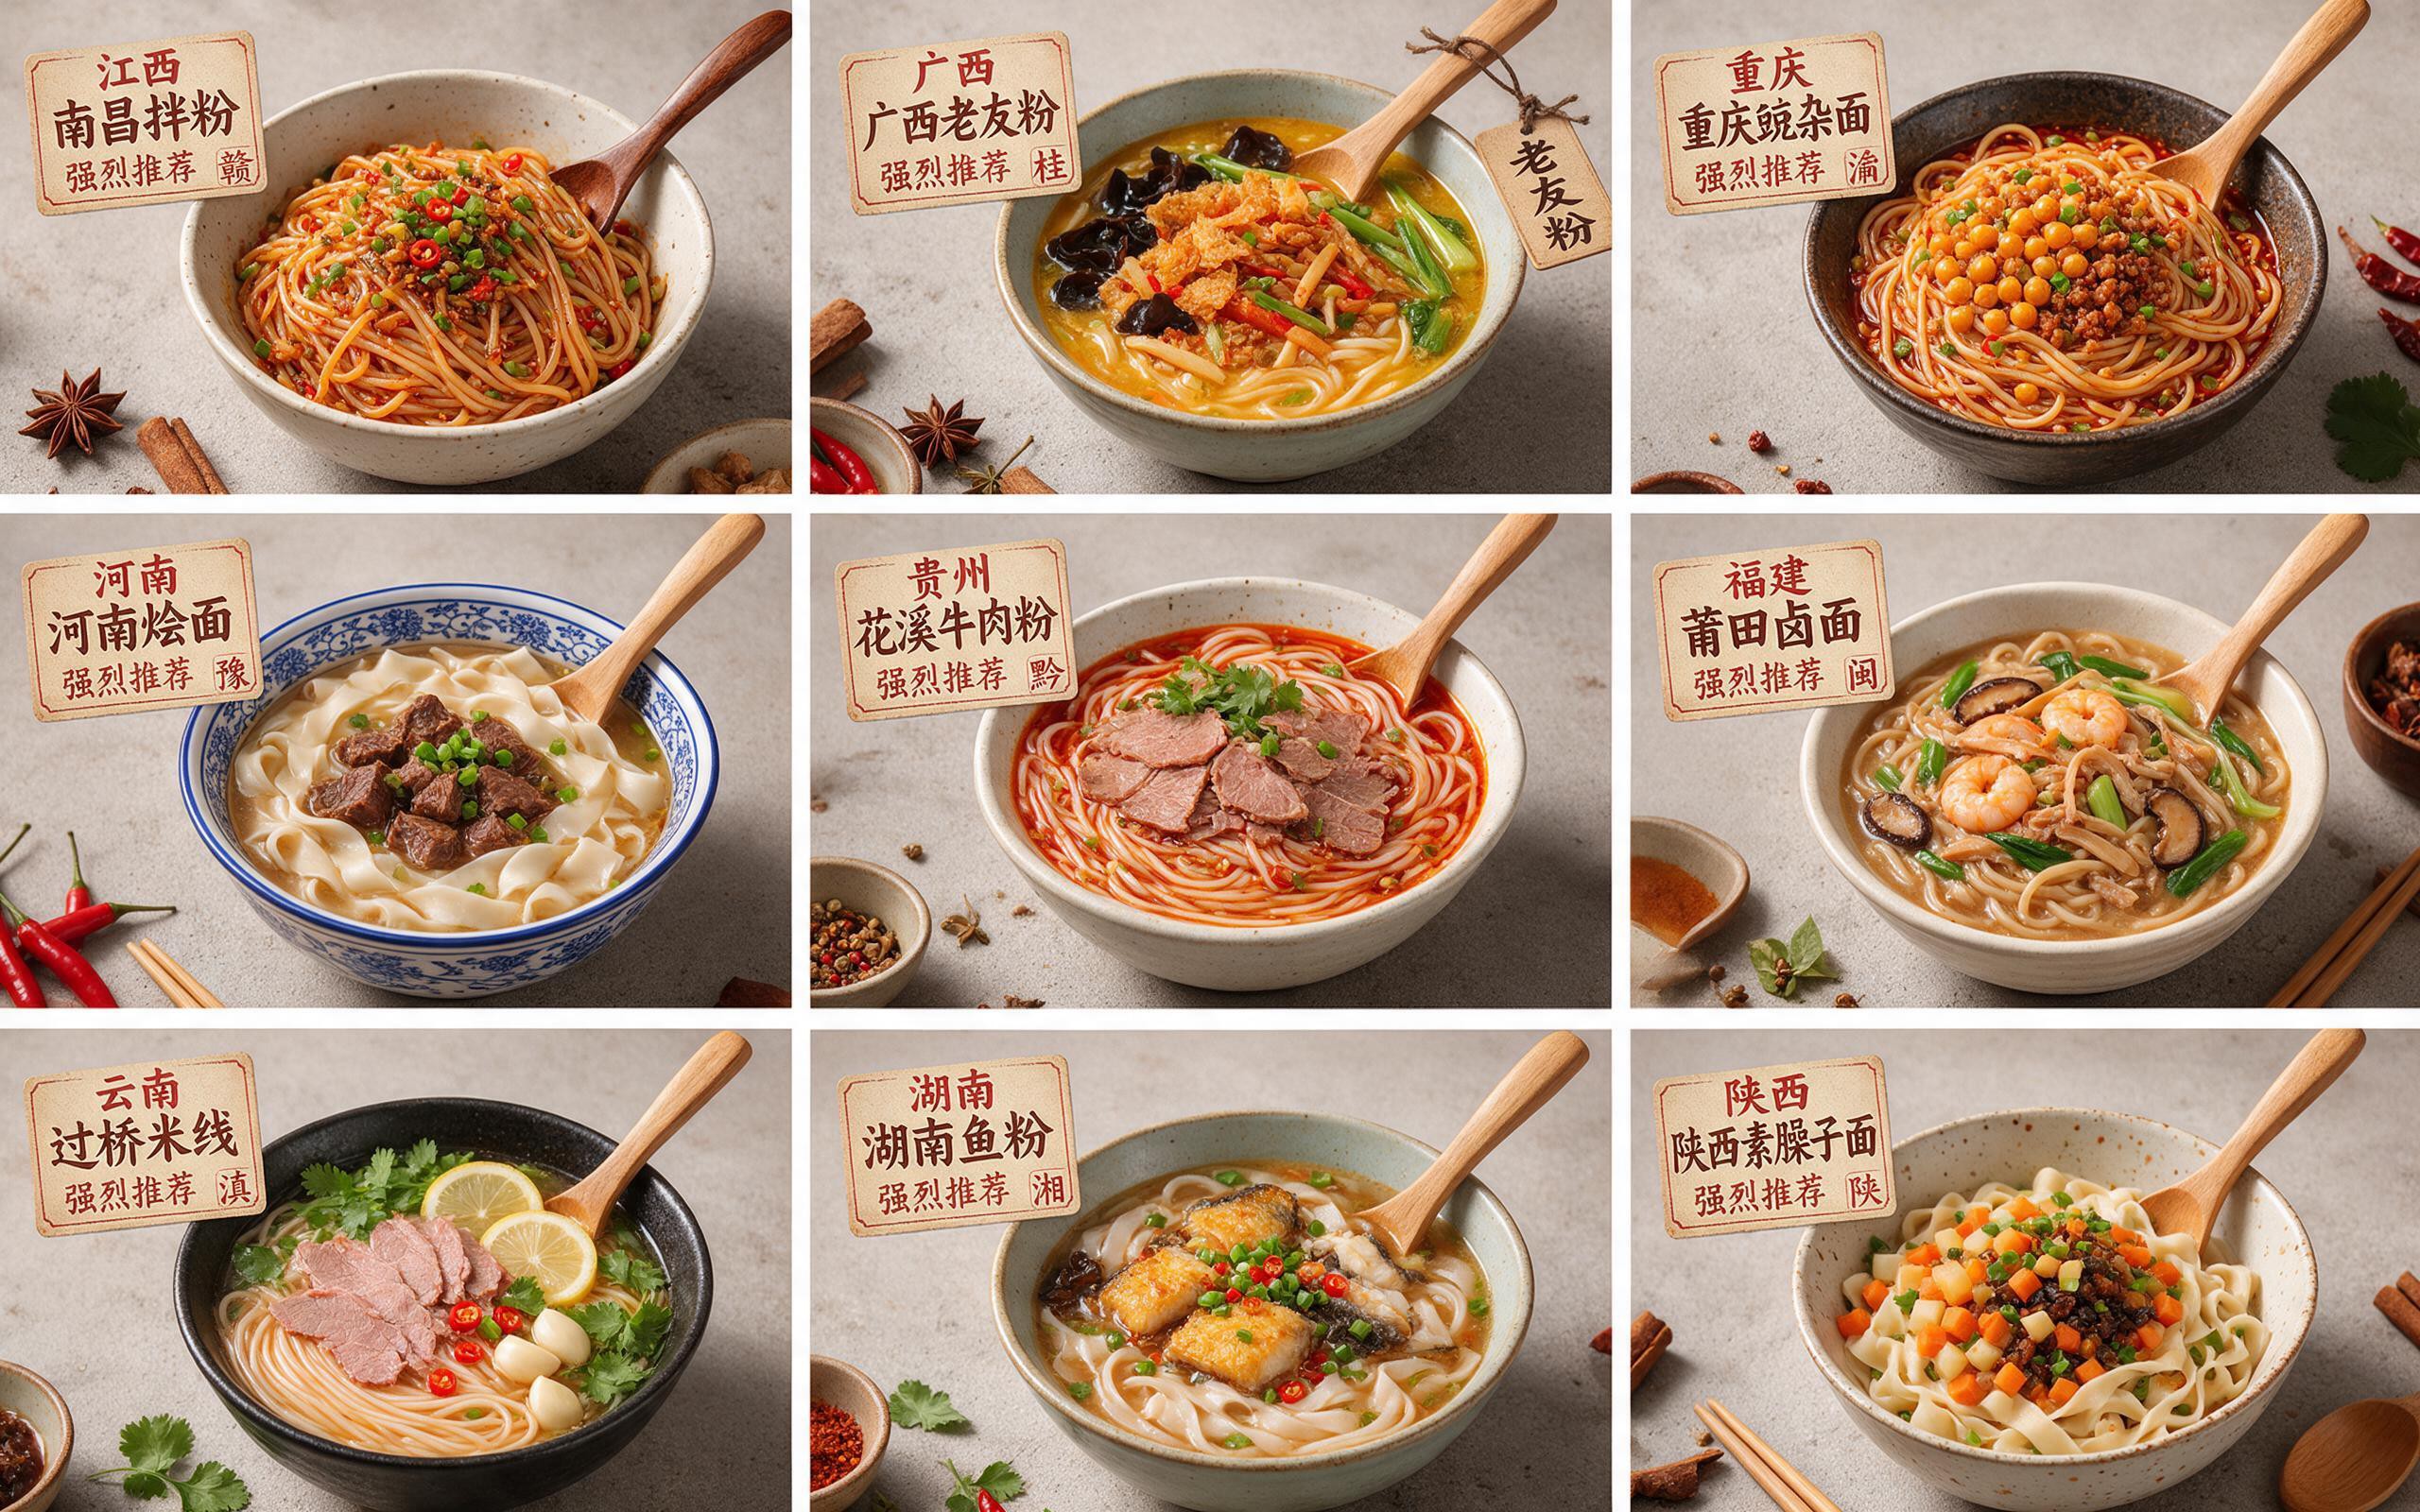 江西
南昌拌粉
强烈推荐 赣
广西
广西老友粉
强烈推荐 桂
老友粉
重庆
重庆豌杂面
强烈推荐 渝
河南
河南烩面
强烈推荐 豫
贵州
花溪牛肉粉
强烈推荐 黔
福建
莆田卤面
强烈推荐 闽
云南
过桥米线
强烈推荐 滇
湖南
湖南鱼粉
强烈推荐 湘
陕西
陕西素臊子面
强烈推荐 陕